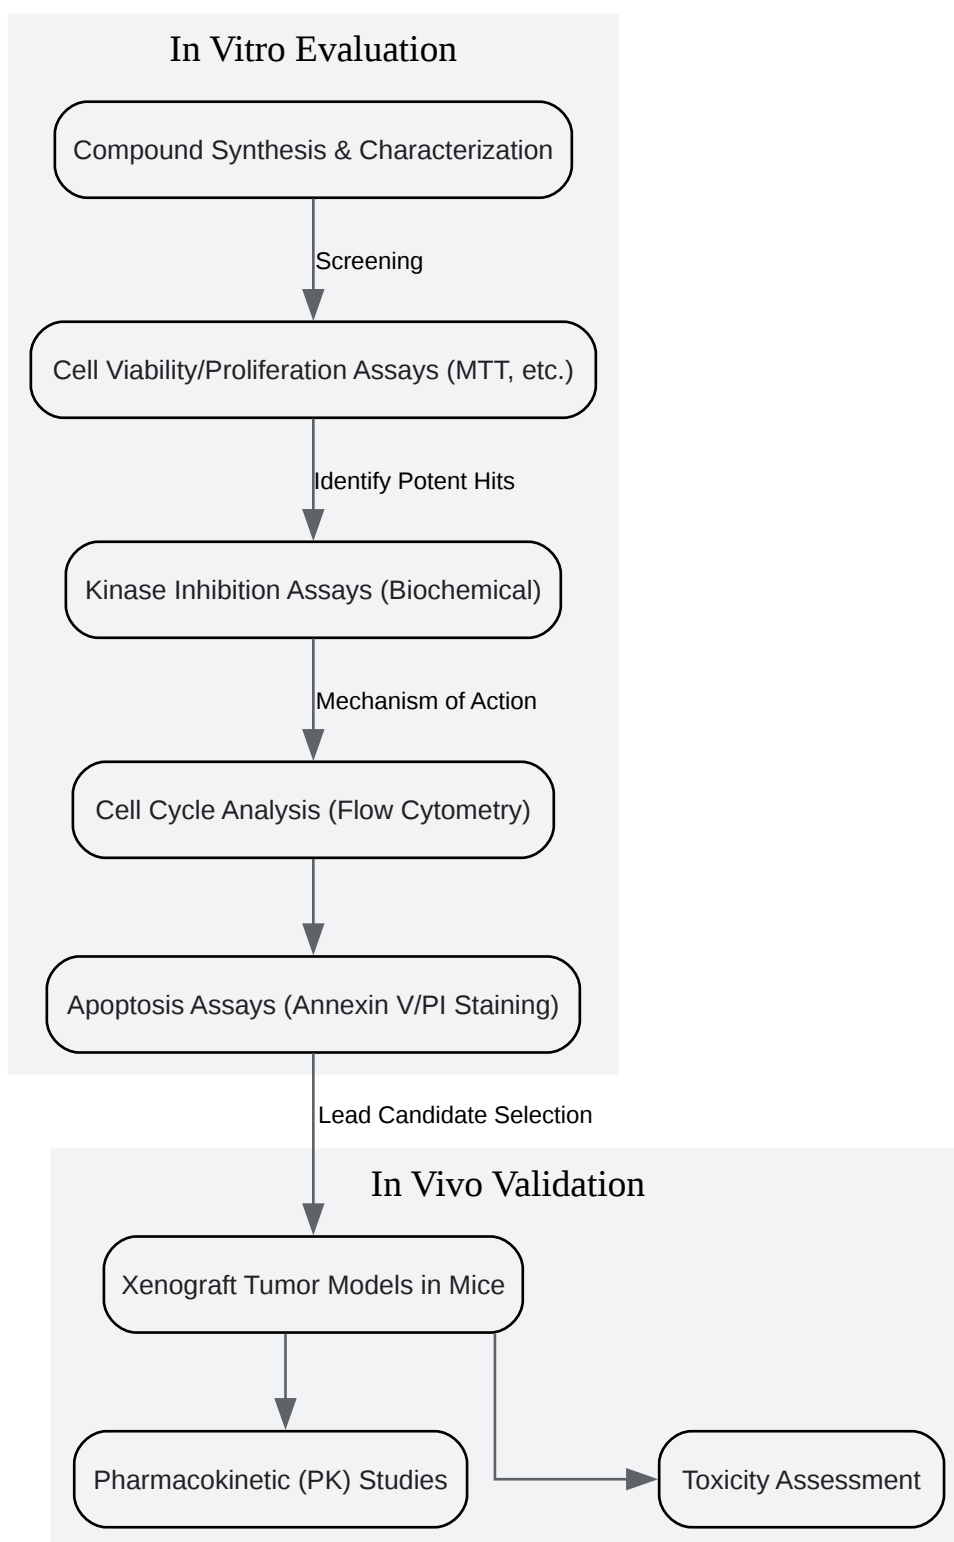 In Vitro Evaluation
Compound Synthesis & Characterization
Screening
Cell Viability/Proliferation Assays (MTT, etc.)
Identify Potent Hits
Kinase Inhibition Assays (Biochemical)
Mechanism of Action
Cell Cycle Analysis (Flow Cytometry)
Apoptosis Assays (Annexin V/PI Staining)
Lead Candidate Selection
In Vivo Validation
Xenograft Tumor Models in Mice
Pharmacokinetic (PK) Studies
Toxicity Assessment